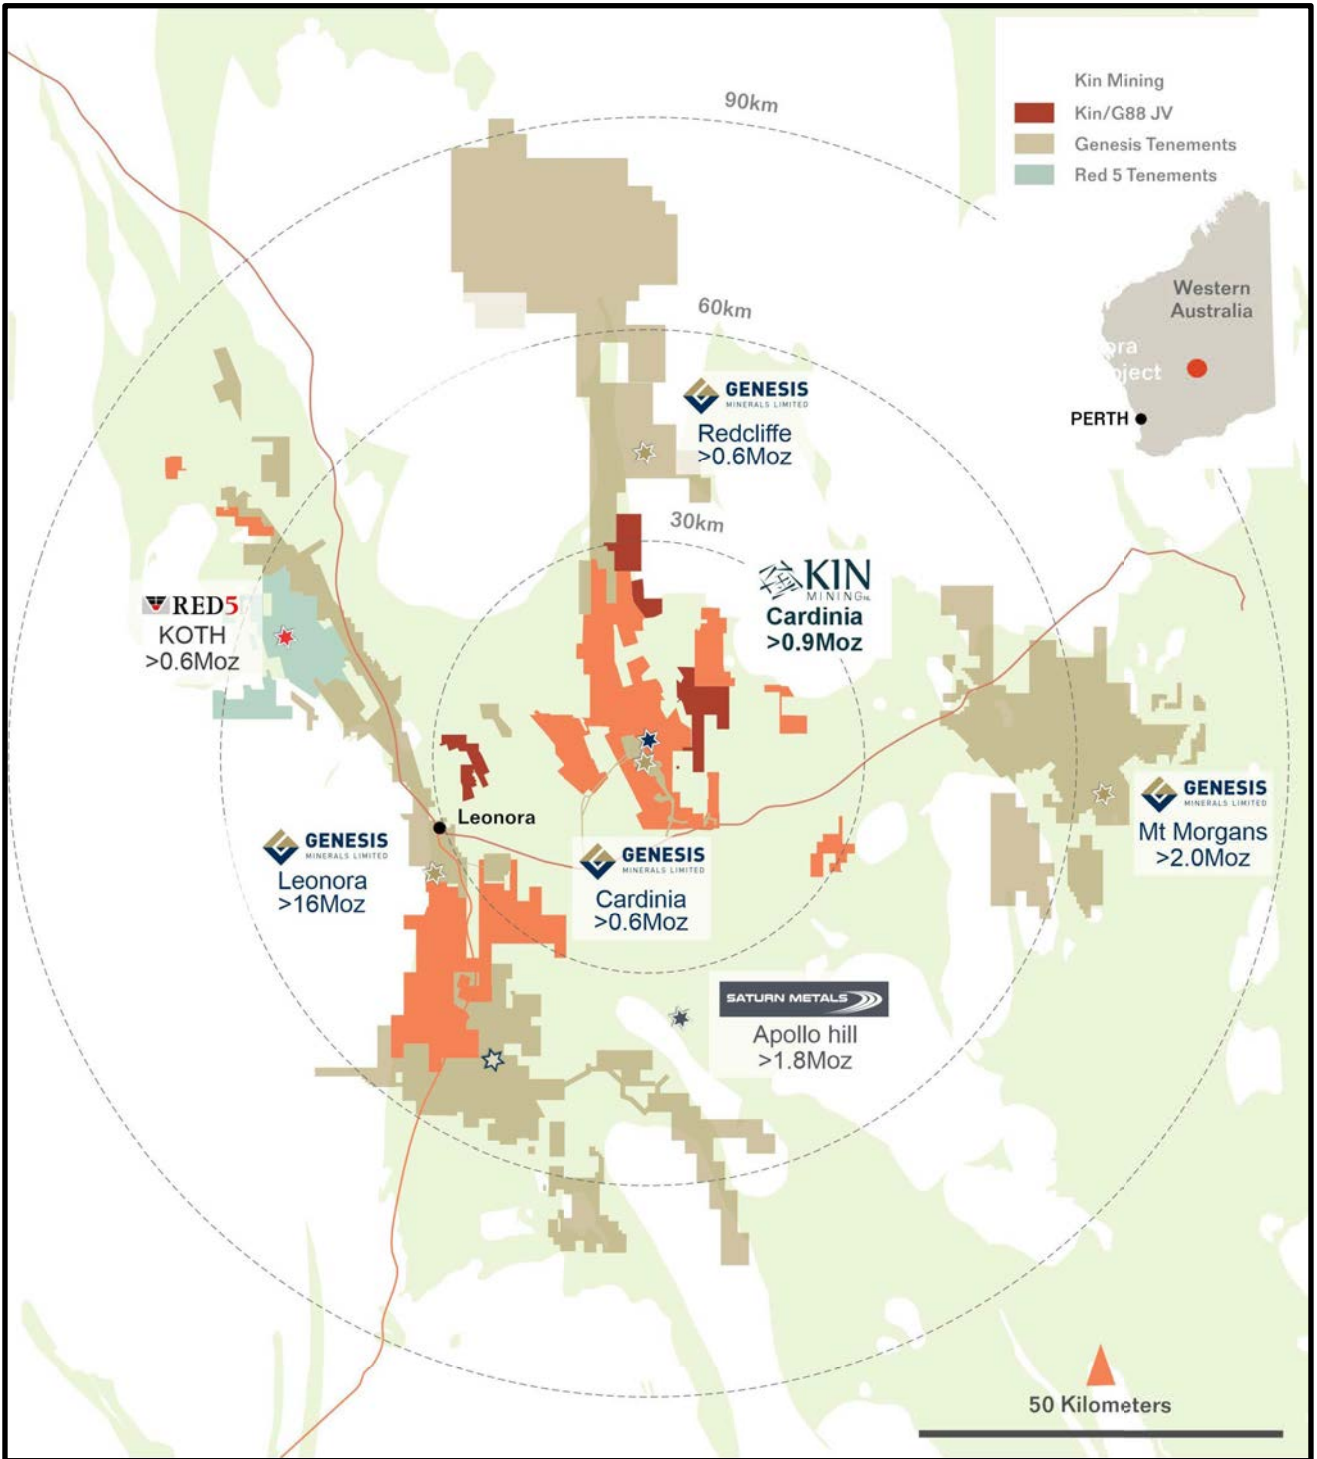 90km
Kin Mining
Kin/G88 JV
Genesis Tenements
Red 5 Tenements
Western
Australia
ora
ject
PERTH
60km
GENESIS
MINERALS LIMITED
Redcliffe
>0.6Moz
30km
KIN
MINING NL
Cardinia
>0.9Moz
RED5
KOTH
>0.6Moz
GENESIS
MINERALS LIMITED
Mt Morgans
>2.0Moz
Leonora
GENESIS
MINERALS LIMITED
Leonora
>16Moz
GENESIS
MINERALS LIMITED
Cardinia
>0.6Moz
SATURN METALS
Apollo hill
>1.8Moz
50 Kilometers